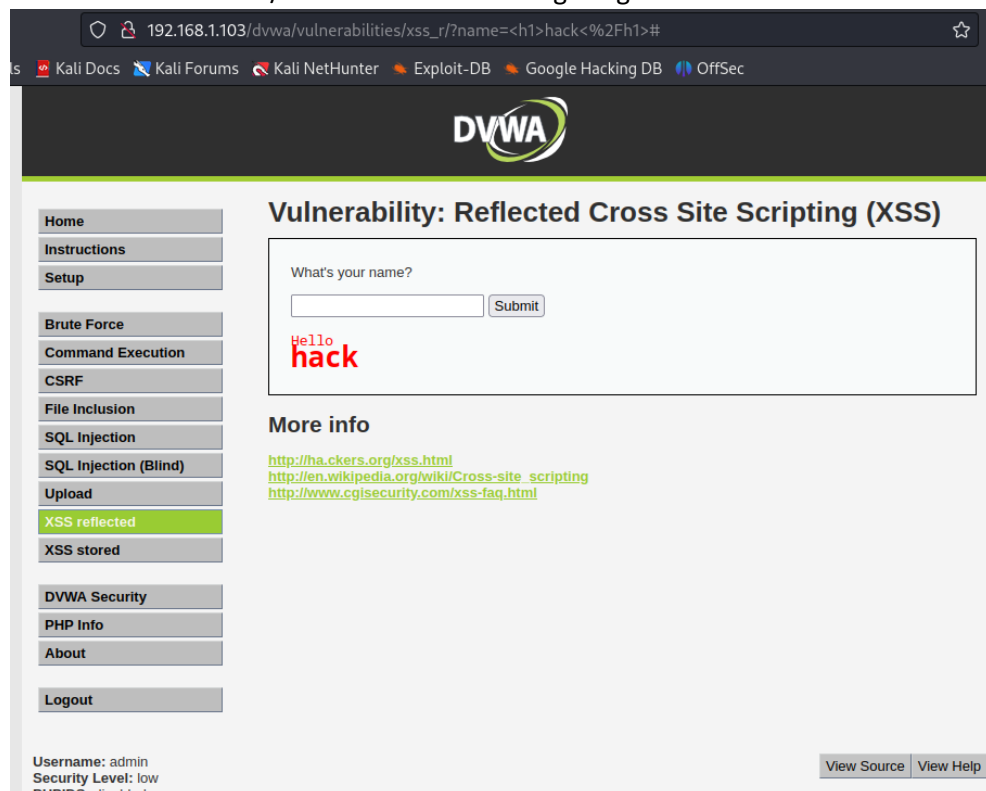 192.168.1.103/dvwa/vulnerabilities/xss_r/?name=<h1>hack<%2Fh1>#
ls Kali Docs Kali Forums Kali NetHunter Exploit-DB Google Hacking DB OffSec
DVWA
Home
Instructions
Setup
Brute Force
Command Execution
CSRF
File Inclusion
SQL Injection
SQL Injection (Blind)
Upload
XSS reflected
XSS stored
DVWA Security
PHP Info
About
Logout
Vulnerability: Reflected Cross Site Scripting (XSS)
What's your name?
Submit
Hello
hack
More info
http://ha.ckers.org/xss.html
http://en.wikipedia.org/wiki/Cross-site_scripting
http://www.cgisecurity.com/xss-faq.html
Username: admin
Security Level: low
View Source View Help